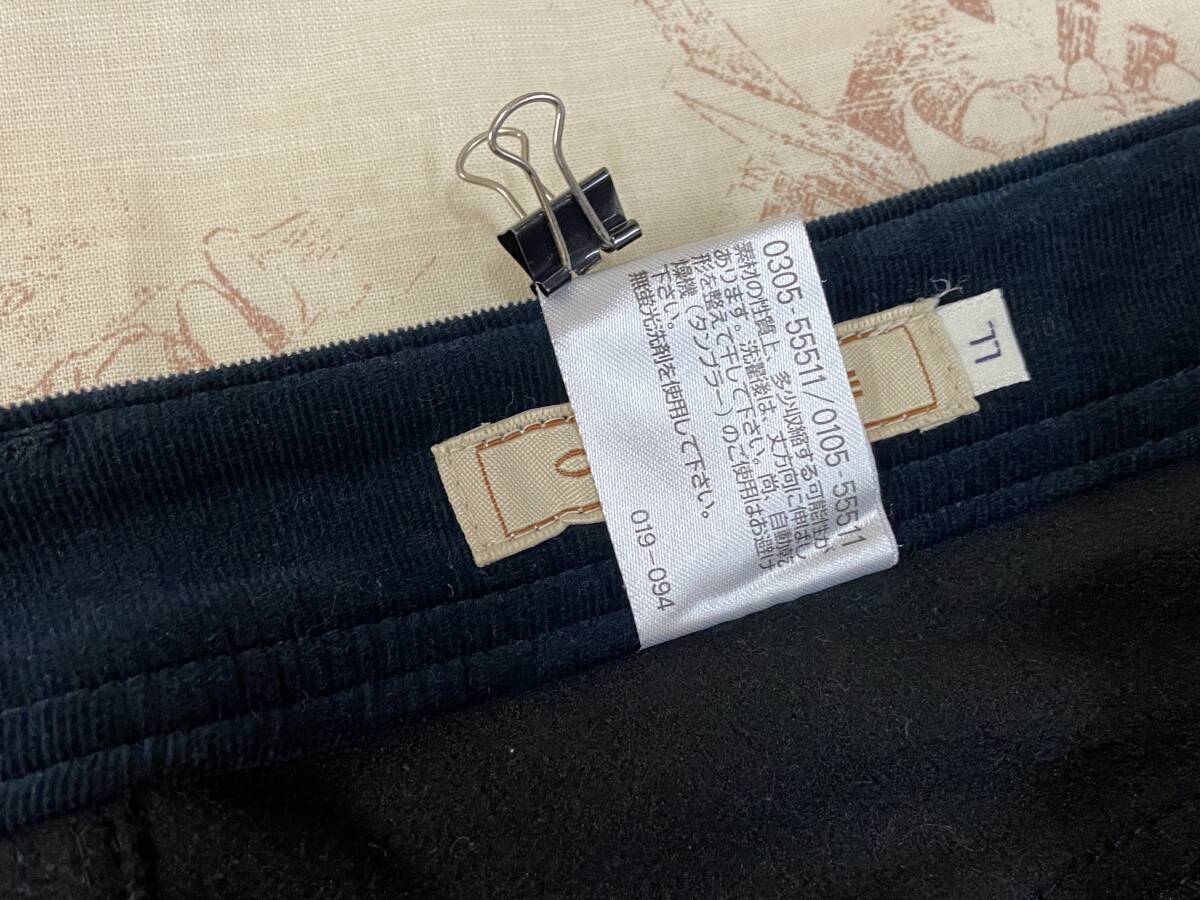 0305-55511/0105-55511
素材の性質上、多少収縮する可能性が
あります。洗濯後は、丈方向に伸ばし
形を整えて干して下さい。尚、自動乾
燥機（タンブラー）のご使用はお避け
下さい。
無蛍光洗剤を使用して下さい。
019-094
LL